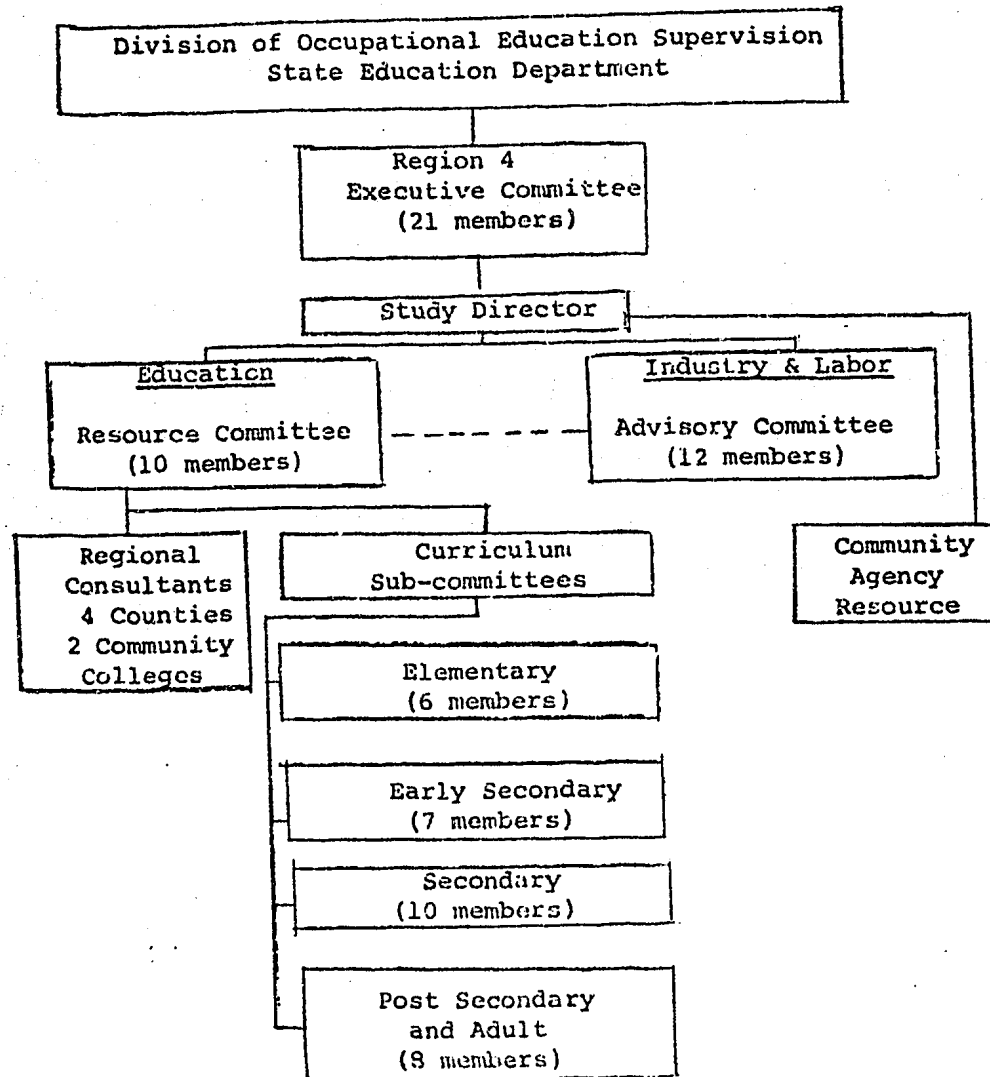 Division of Occupational Education Supervision
State Education Department
Region 4
Executive Committee
(21 members)
Study Director
Education
Resource Committee
(10 members)
Industry & Labor
Advisory Committee
(12 members)
Regional
Consultants
4 Counties
2 Community
Colleges
Curriculum
Sub-committees
Community
Agency
Resource
Elementary
(6 members)
Early Secondary
(7 members)
Secondary
(10 members)
Post Secondary
and Adult
(8 members)